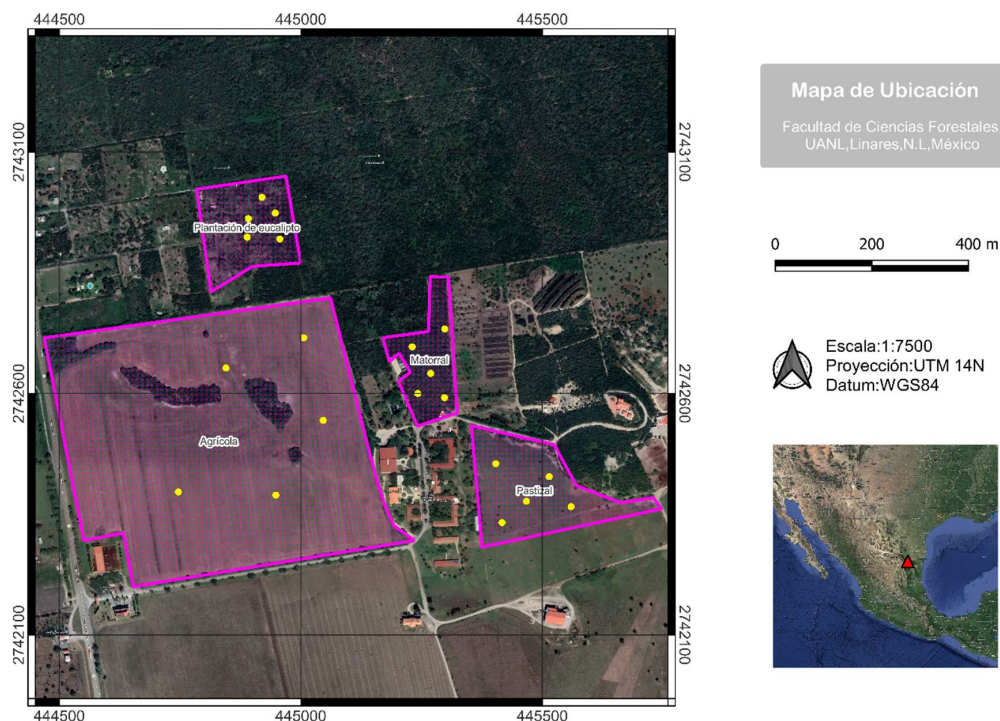 444500 445000 445500
2743100
2742600
2742100
Plantación de eucalipto
Matorral
Agrícola
Pastizal
2743100
2742600
2742100
444500 445000 445500
Mapa de Ubicación
Facultad de Ciencias Forestales
UANL,Linares,N.L,México
0 200 400 m
Escala:1:7500
Proyección:UTM 14N
Datum:WGS84